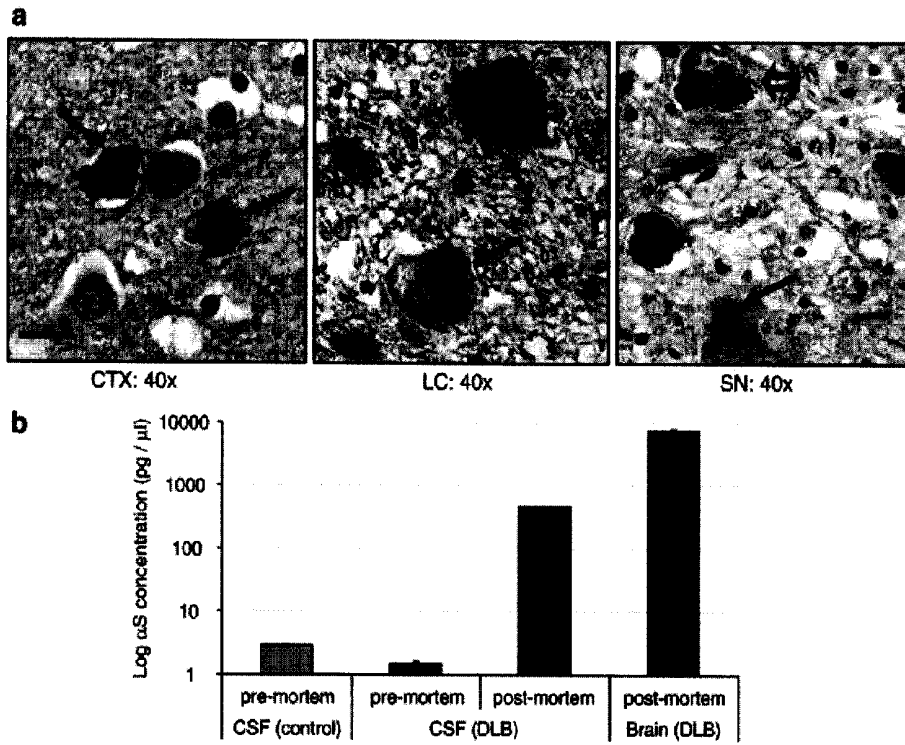 a
CTX: 40x
LC: 40x
SN: 40x
b
Log αS concentration (pg / µl)
10000
1000
100
10
1
pre-mortem
pre-mortem
post-mortem
post-mortem
CSF (control)
CSF (DLB)
Brain (DLB)